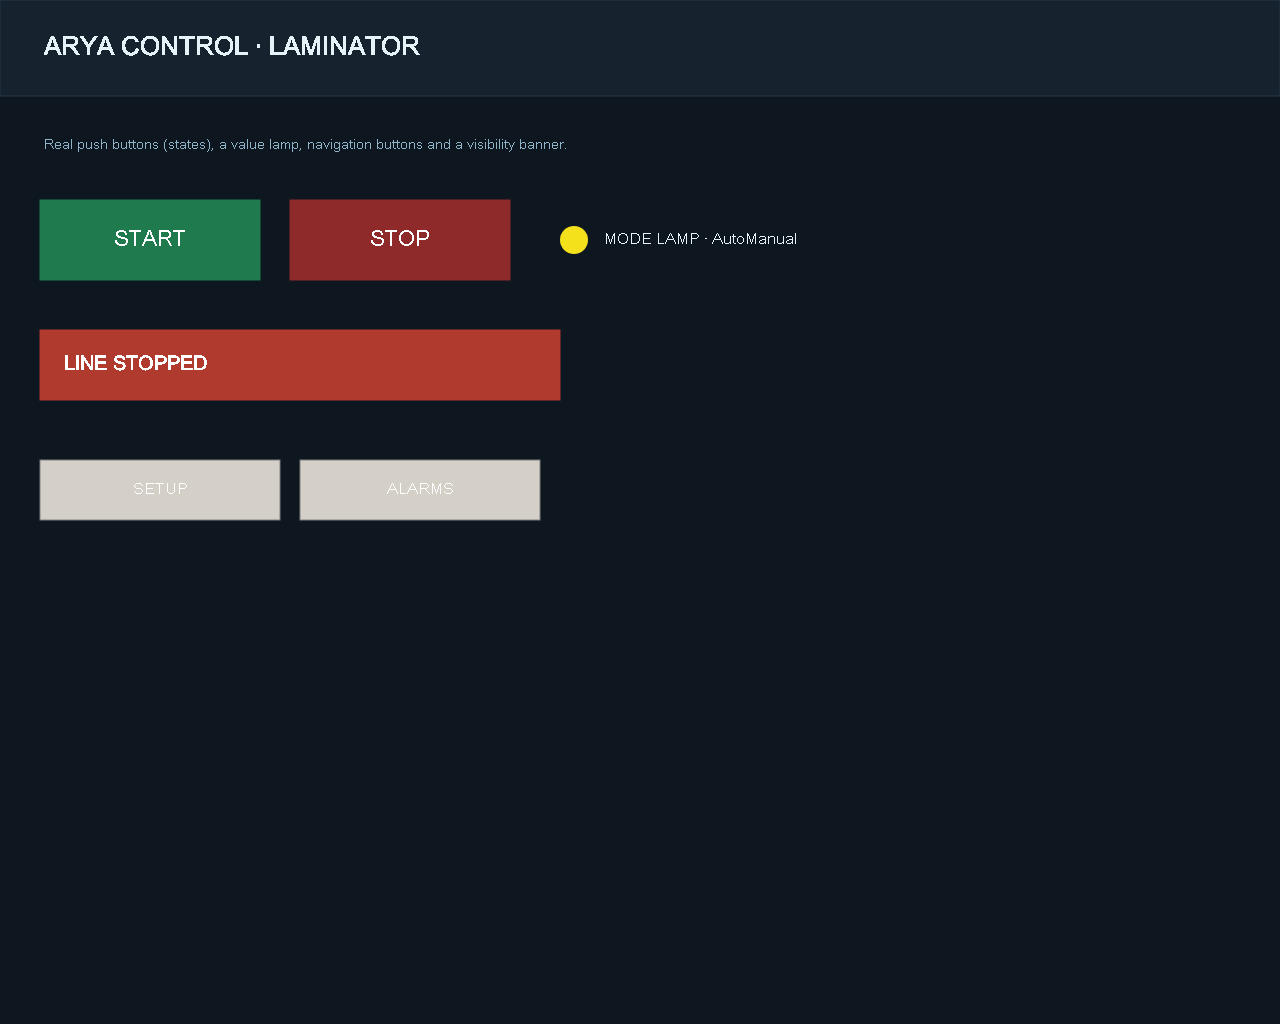 ARYA CONTROL · LAMINATOR
Real push buttons (states), a value lamp, navigation buttons and a visibility banner.
START
STOP
MODE LAMP · AutoManual
LINE STOPPED
SETUP
ALARMS